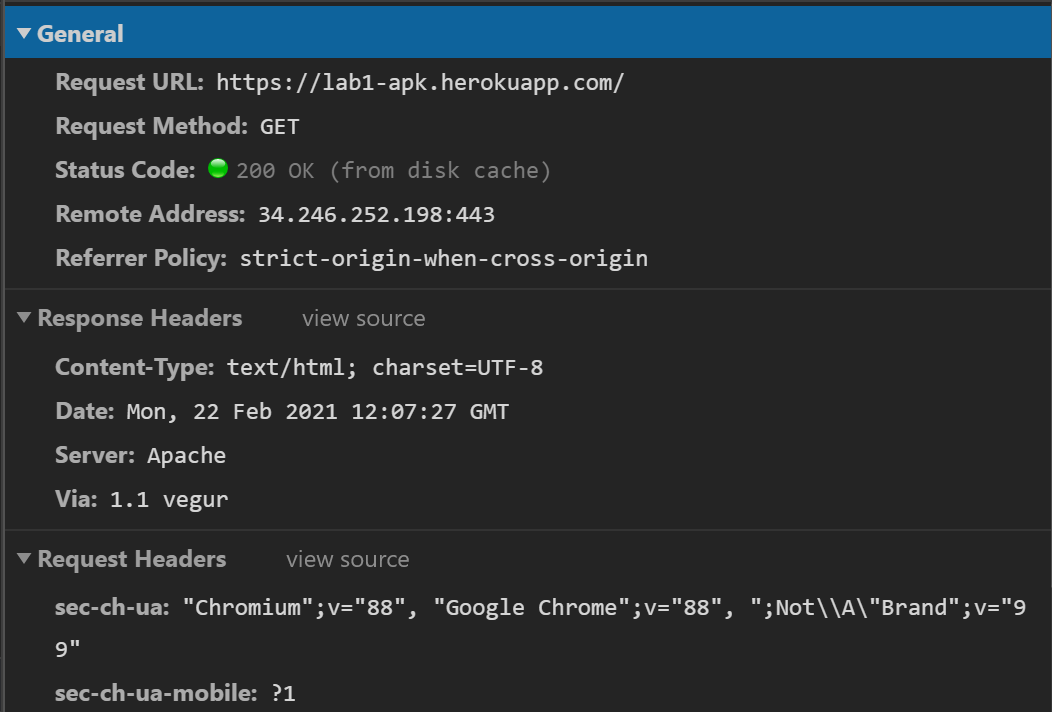 General
Request URL: https://lab1-apk.herokuapp.com/
Request Method: GET
Status Code: 200 OK (from disk cache)
Remote Address: 34.246.252.198:443
Referrer Policy: strict-origin-when-cross-origin
Response Headers view source
Content-Type: text/html; charset=UTF-8
Date: Mon, 22 Feb 2021 12:07:27 GMT
Server: Apache
Via: 1.1 vegur
Request Headers view source
sec-ch-ua: "Chromium";v="88", "Google Chrome";v="88", ";Not\\A\"Brand";v="9
9"
sec-ch-ua-mobile: ?1